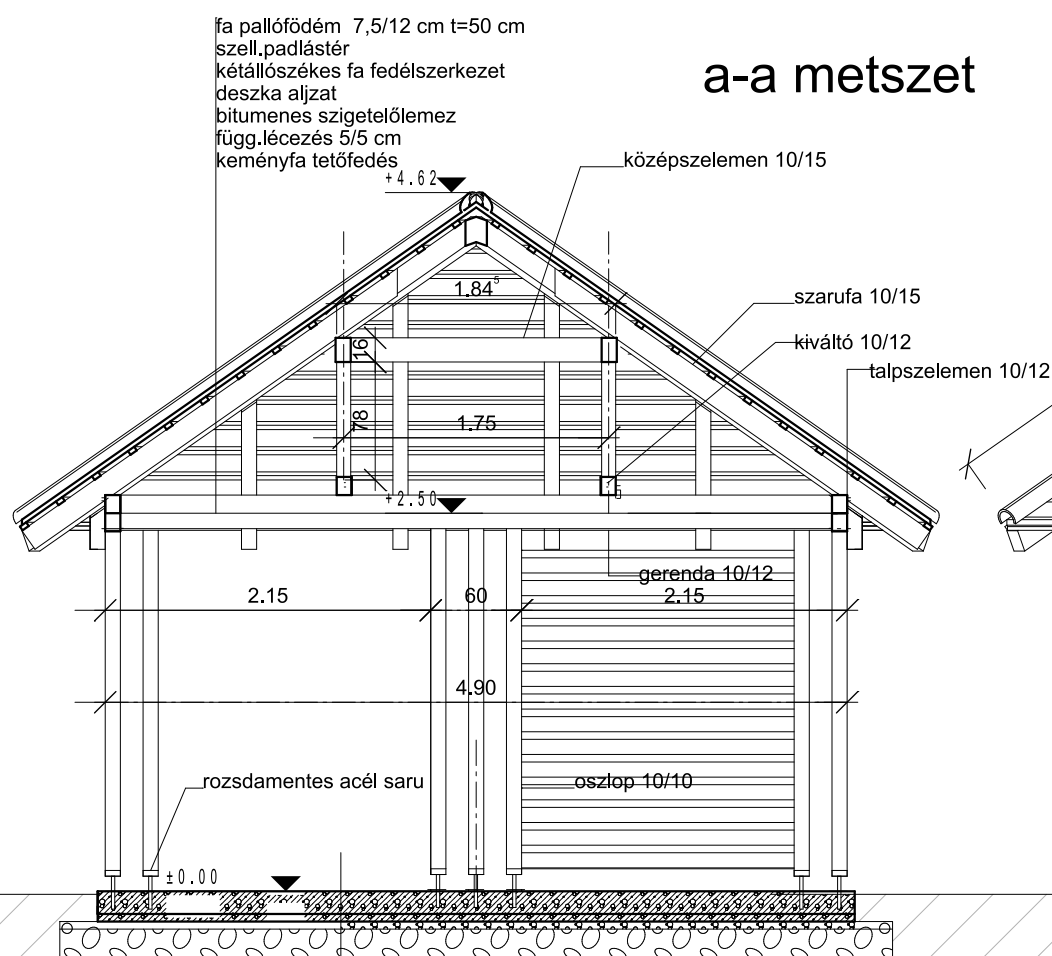 fa pallófödém 7,5/12 cm t=50 cm
szell.padlástér
kétállószékes fa fedélszerkezet
deszka aljzat
bitumenes szigetelőlemez
függ.lécezés 5/5 cm
keményfa tetőfedés
a-a metszet
középszelemen 10/15
+4.62
1.84⁵
szarufa 10/15
kiváltó 10/12
talpszelemen 10/12
16
78
1.75
+2.50
gerenda 10/12
2.15
60
2.15
4.90
rozsdamentes acél saru
oszlop 10/10
±0.00